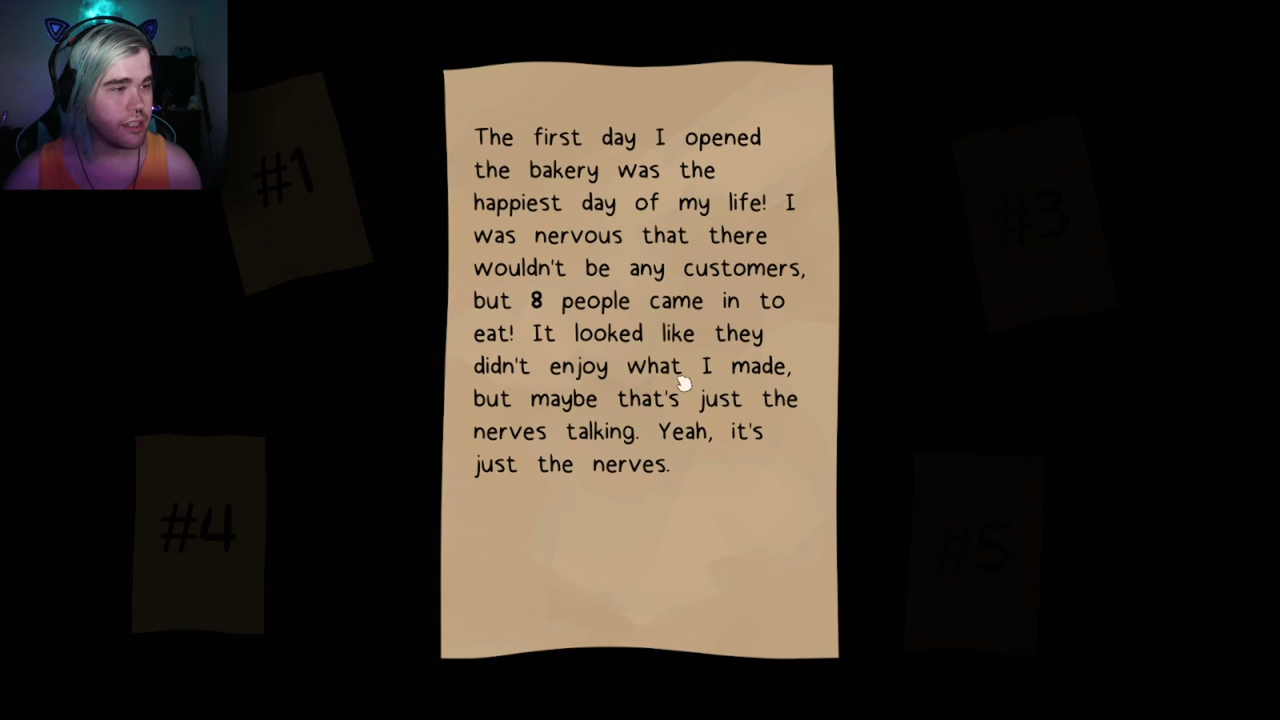 #1
The first day I opened
the bakery was the
happiest day of my life! I
was nervous that there
wouldn't be any customers,
but 8 people came in to
eat! It looked like they
didn't enjoy what I made,
but maybe that's just the
nerves talking. Yeah, it's
just the nerves.
#3
#4
#5